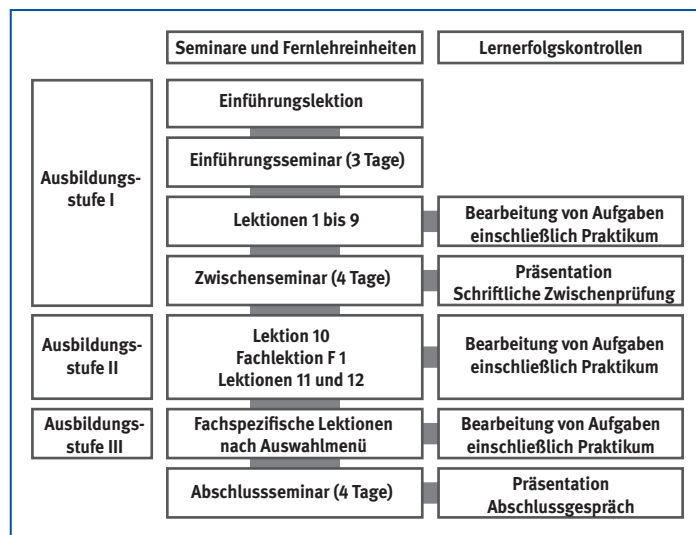 Seminare und Fernlehreinheiten
Lernerfolgskontrollen
Ausbildungs-
stufe I
Einführungslektion
Einführungsseminar (3 Tage)
Lektionen 1 bis 9
Bearbeitung von Aufgaben
einschließlich Praktikum
Zwischenseminar (4 Tage)
Präsentation
Schriftliche Zwischenprüfung
Ausbildungs-
stufe II
Lektion 10
Fachlektion F 1
Lektionen 11 und 12
Bearbeitung von Aufgaben
einschließlich Praktikum
Ausbildungs-
stufe III
Fachspezifische Lektionen
nach Auswahlmenü
Bearbeitung von Aufgaben
einschließlich Praktikum
Abschlussseminar (4 Tage)
Präsentation
Abschlussgespräch